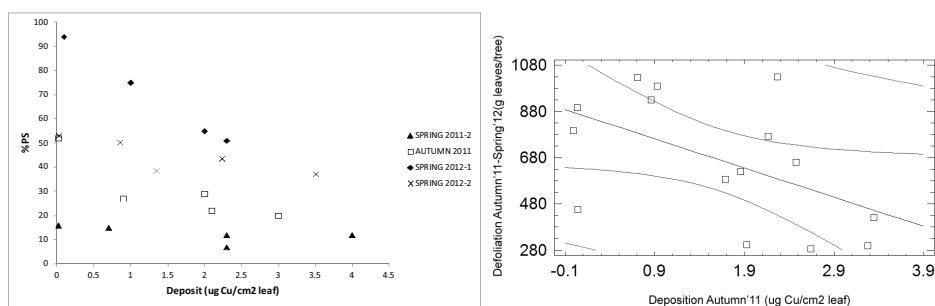 100
90
80
70
60
50
40
30
20
10
0
%PS
0 0.5 1 1.5 2 2.5 3 3.5 4 4.5
Deposit (ug Cu/cm2 leaf)
SPRING 2011-2
AUTUMN 2011
SPRING 2012-1
SPRING 2012-2
Defoliation Autumn'11-Spring'12(g leaves/tree)
1080
880
680
480
280
-0.1 0.9 1.9 2.9 3.9
Deposition Autumn'11 (ug Cu/cm2 leaf)